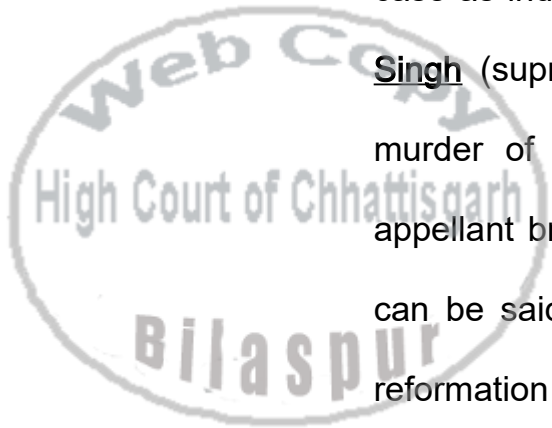 Singh (supr
murder of
appellant br
can be said
reformation
Web Copy
High Court of Chhattisgarh
Bilaspur